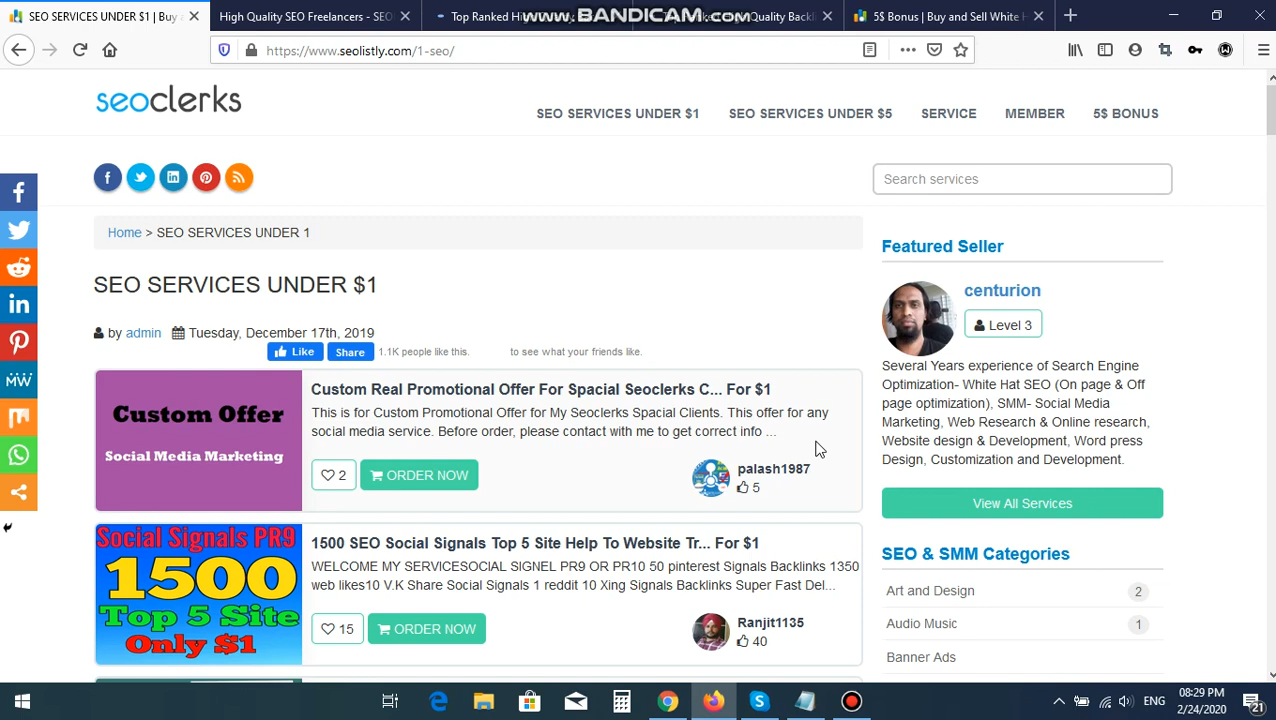 SEO SERVICES UNDER $1 | Buy a
High Quality SEO Freelancers - SEO
Top Ranked Hi
www.BANDICAM.com
Quality Backli
5$ Bonus | Buy and Sell White H
https://www.seolistly.com/1-seo/
seoclerks
SEO SERVICES UNDER $1
SEO SERVICES UNDER $5
SERVICE
MEMBER
5$ BONUS
Search services
Home > SEO SERVICES UNDER 1
SEO SERVICES UNDER $1
by admin Tuesday, December 17th, 2019
Like Share 1.1K people like this. to see what your friends like.
Custom Offer
Social Media Marketing
Custom Real Promotional Offer For Spacial Seoclerks C... For $1
This is for Custom Promotional Offer for My Seoclerks Spacial Clients. This offer for any
social media service. Before order, please contact with me to get correct info ...
2 ORDER NOW
palash1987
5
Social Signals PR9
1500
Top 5 Site
Only $1
1500 SEO Social Signals Top 5 Site Help To Website Tr... For $1
WELCOME MY SERVICESOCIAL SIGNEL PR9 OR PR10 50 pinterest Signals Backlinks 1350
web likes10 V.K Share Social Signals 1 reddit 10 Xing Signals Backlinks Super Fast Del...
15 ORDER NOW
Ranjit1135
40
Featured Seller
centurion
Level 3
Several Years experience of Search Engine
Optimization- White Hat SEO (On page & Off
page optimization), SMM- Social Media
Marketing, Web Research & Online research,
Website design & Development, Word press
Design, Customization and Development.
View All Services
SEO & SMM Categories
Art and Design 2
Audio Music 1
Banner Ads
MW
ENG
08:29 PM
2/24/2020
21